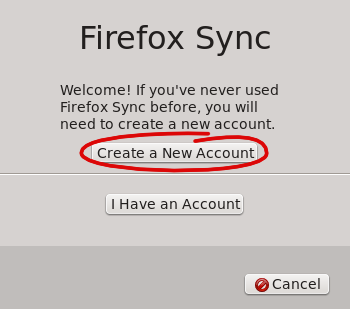 Firefox Sync
Welcome! If you've never used
Firefox Sync before, you will
need to create a new account.
Create a New Account
I Have an Account
Cancel